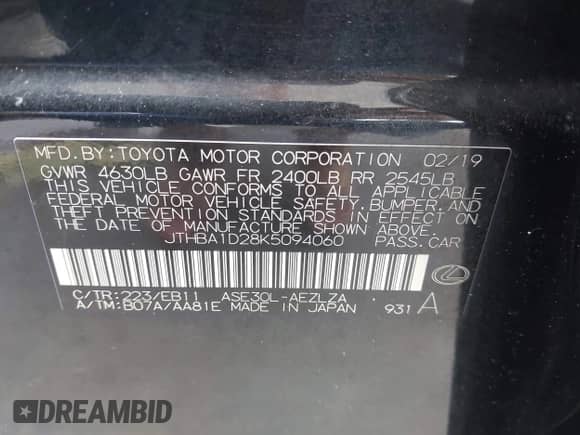 MFD.BY:TOYOTA MOTOR CORPORATION 02/19
GVWR 4630LB GAWR FR 2400LB RR 2545LB
THIS VEHICLE CONFORMS TO ALL APPLICABLE
FEDERAL MOTOR VEHICLE SAFETY,BUMPER,AND
THEFT PREVENTION STANDARDS IN EFFECT ON
THE DATE OF MANUFACTURE SHOWN ABOVE.
JTHBA1D28K5094060 PASS.CAR
C/TR:223/EB11 ASE30L-AEZLZA
A/TM:B07A/AA81E MADE IN JAPAN 931 A
DREAMBID